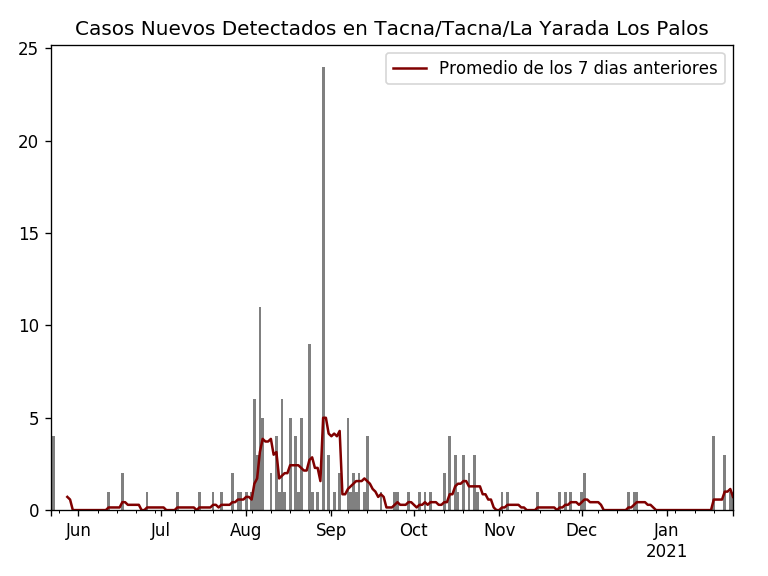 Casos Nuevos Detectados en Tacna/Tacna/La Yarada Los Palos
Promedio de los 7 dias anteriores
25
20
15
10
5
0
Jun Jul Aug Sep Oct Nov Dec Jan
2021